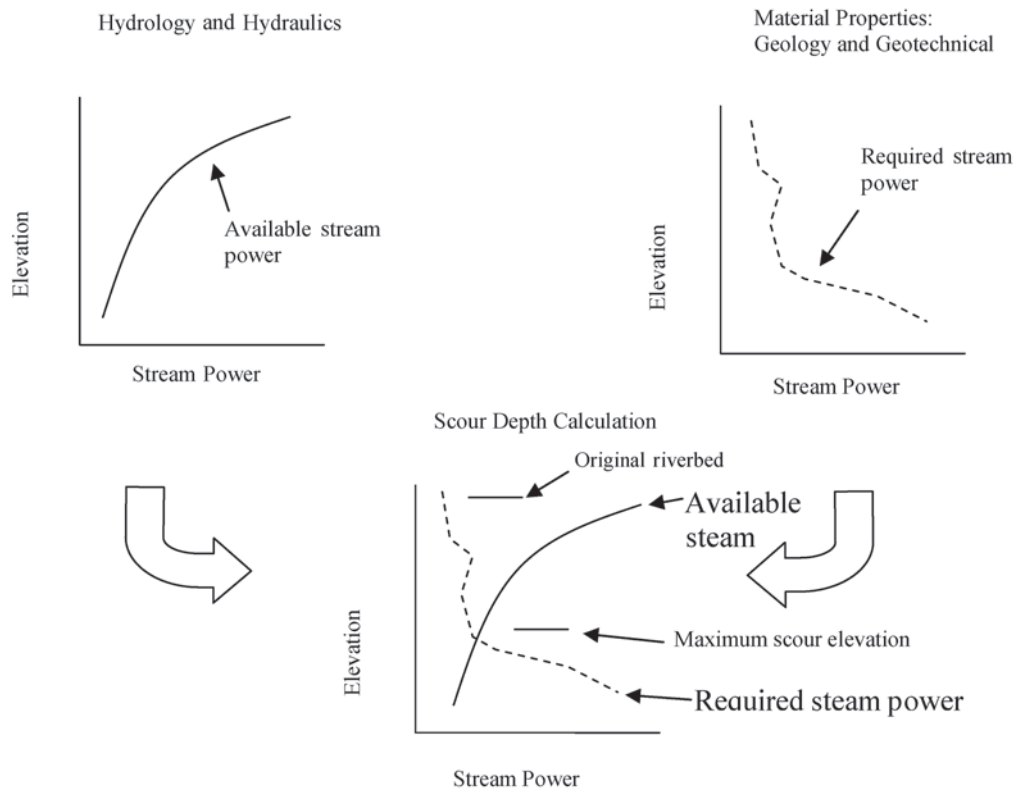 Hydrology and Hydraulics
Elevation
Available stream
power
Stream Power
Material Properties:
Geology and Geotechnical
Elevation
Required stream
power
Stream Power
Scour Depth Calculation
Original riverbed
Available
steam
Elevation
Maximum scour elevation
Required steam power
Stream Power